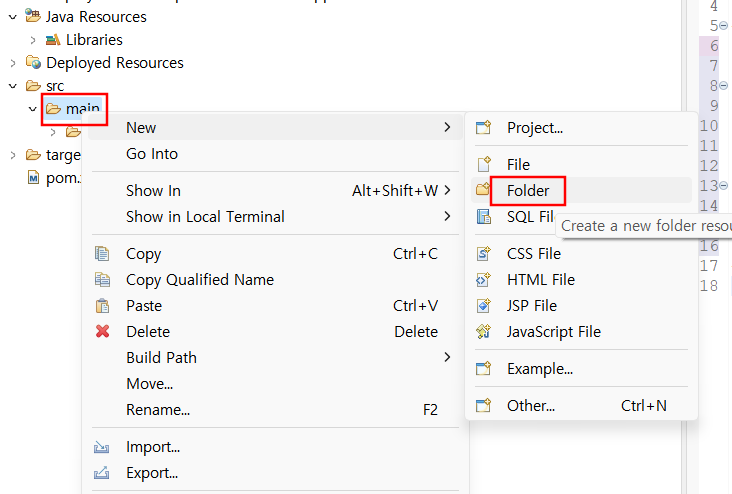 Java Resources
Libraries
Deployed Resources
src
main
targe
pom.
New
Go Into
Show In Alt+Shift+W
Show in Local Terminal
Copy Ctrl+C
Copy Qualified Name
Paste Ctrl+V
Delete Delete
Build Path
Move...
Rename... F2
Import...
Export...
Project...
File
Folder
SQL File
Create a new folder resou
CSS File
HTML File
JSP File
JavaScript File
Example...
Other... Ctrl+N
4
5
6
7
8
9
10
11
12
13
14
16
17
18